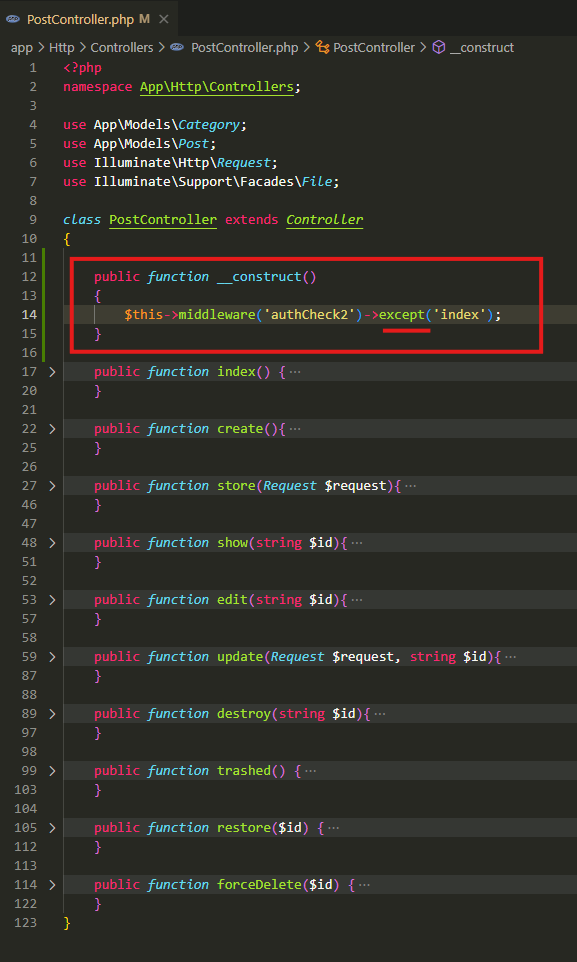 PostController.php M
app > Http > Controllers > PostController.php > PostController > __construct
1 <?php
2 namespace App\Http\Controllers;
3
4 use App\Models\Category;
5 use App\Models\Post;
6 use Illuminate\Http\Request;
7 use Illuminate\Support\Facades\File;
8
9 class PostController extends Controller
10 {
11
12 public function __construct()
13 {
14 $this->middleware('authCheck2')->except('index');
15 }
16
17 public function index() {···
20 }
21
22 public function create(){···
25 }
26
27 public function store(Request $request){···
46 }
47
48 public function show(string $id){···
51 }
52
53 public function edit(string $id){···
57 }
58
59 public function update(Request $request, string $id){···
87 }
88
89 public function destroy(string $id){···
97 }
98
99 public function trashed() {···
103 }
104
105 public function restore($id) {···
112 }
113
114 public function forceDelete($id) {···
122 }
123 }